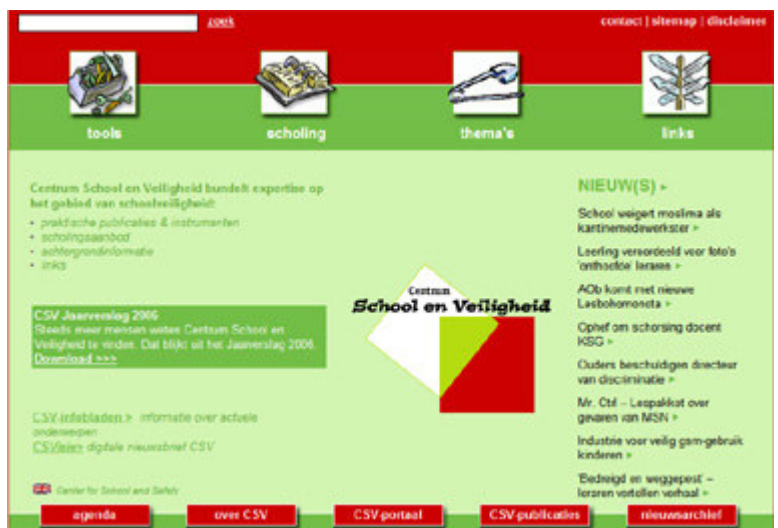 zoek
contact | sitemap | disclaimer
tools
scholing
thema's
links
Centrum School en Veiligheid bundelt expertise op
het gebied van schoolveiligheid:
• praktische publicaties & instrumenten
• scholingsaanbod
• achtergrondinformatie
• links
CSV Jaarverslag 2006
Steeds meer mensen weten Centrum School en
Veiligheid te vinden. Dat blijkt uit het Jaarverslag 2006.
Download >>>
CSV-infobladen > informatie over actuele
onderwerpen
digitale nieuwsbrief CSV
Center for School and Safety
Centrum
School en Veiligheid
NIEUW(S) ►
School weigert moslima als
kantinemedewerkster ►
Leerling veroordeeld voor foto's
'onthoofde' lerares ►
AOb komt met nieuwe
Lesbohomoneta ►
Ophef om schorsing docent
KSG ►
Ouders beschuldigen directeur
van discriminatie ►
Mr. Ctrl – Lespakket over
gevaren van MSN ►
Industrie voor veilig gsm-gebruik
kinderen ►
'Bedreigd en weggepest' –
leraren vertellen verhaal ►
agenda
over CSV
CSV-portaal
CSV-publicaties
nieuwsarchief